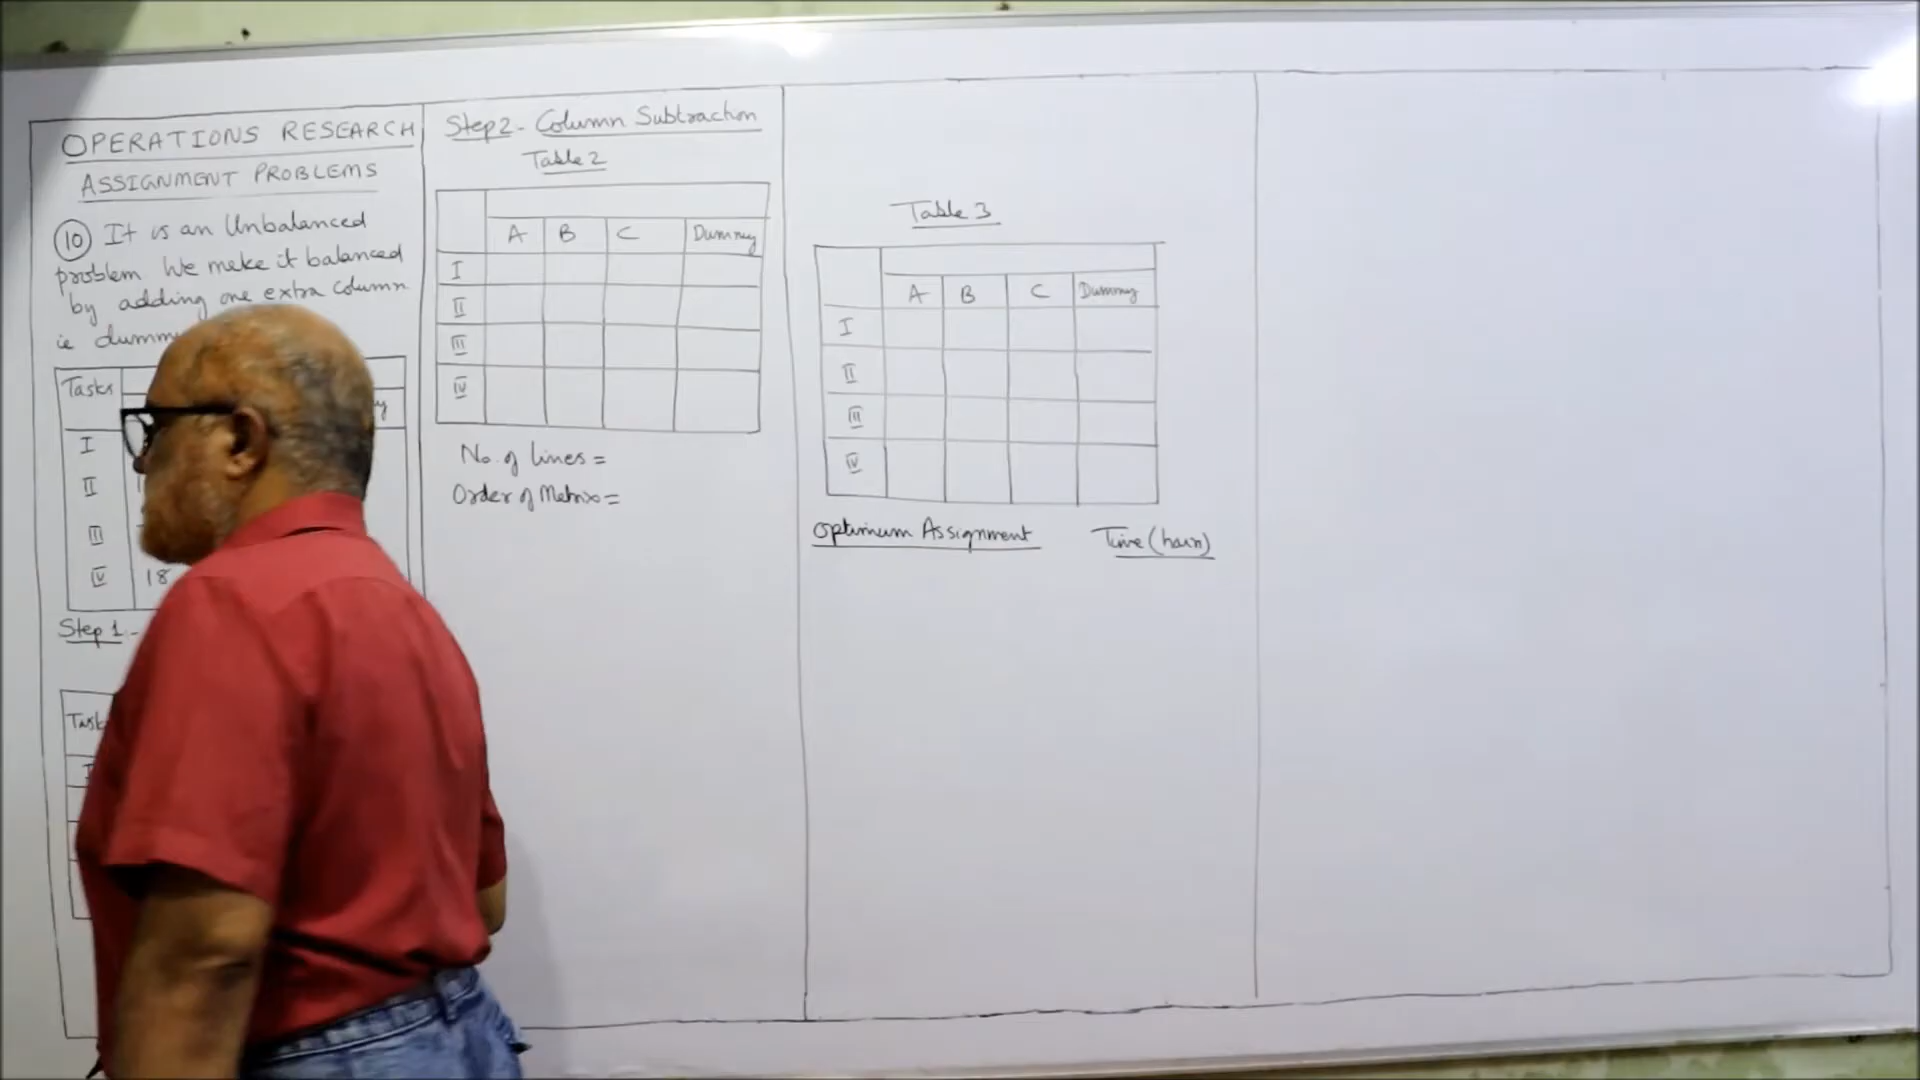 OPERATIONS RESEARCH
ASSIGNMENT PROBLEMS
10 It is an Unbalanced
problem We make it balanced
by adding one extra column
ie dummy
Tasks
I
II
III
IV 18
Step 1:-
Task
I
Step 2- Column Subtraction
Table 2
A B C Dummy
I
II
III
IV
No. of lines =
Order of Matrix =
Table 3
A B C Dummy
I
II
III
IV
Optimum Assignment Time (hours)